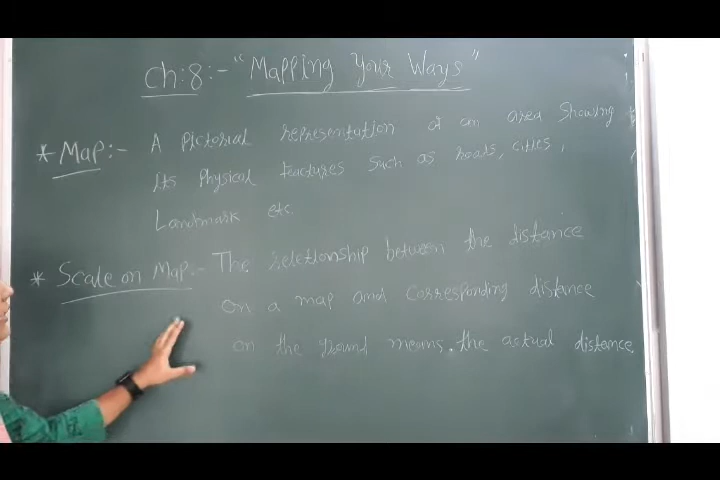 Ch:8:- "Mapping Your Ways"
* Map:- A Pictorial representation of an area showing
its Physical Features such as roads, cities,
Landmark etc.
* Scale on Map:- The reletionship between the distance
on a map and corresponding distance
on the ground means. the actual distance